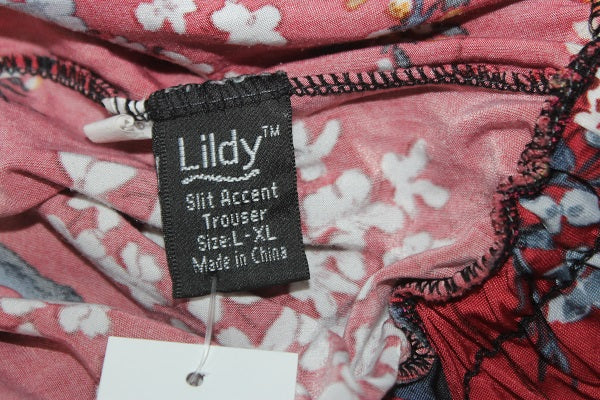 Lildy™
Slit Accent
Trouser
Size:L-XL
Made in China